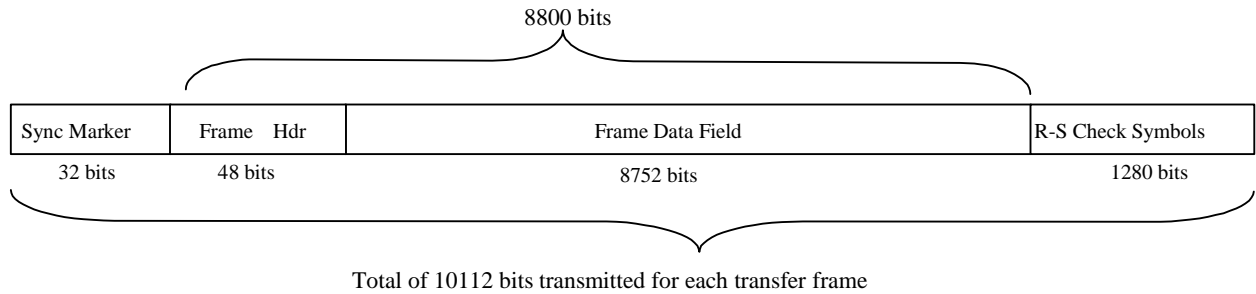 8800 bits
Sync Marker
Frame Hdr
Frame Data Field
R-S Check Symbols
32 bits
48 bits
8752 bits
1280 bits
Total of 10112 bits transmitted for each transfer frame